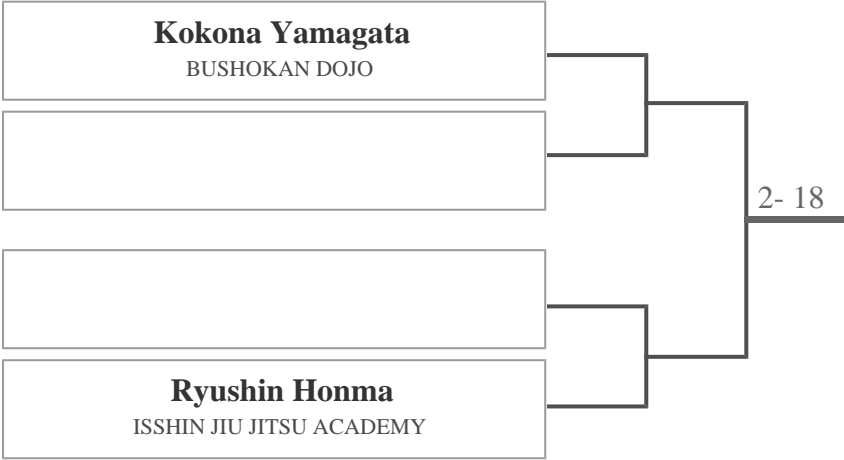 Kokona Yamagata
BUSHOKAN DOJO
2- 18
Ryushin Honma
ISSHIN JIU JITSU ACADEMY